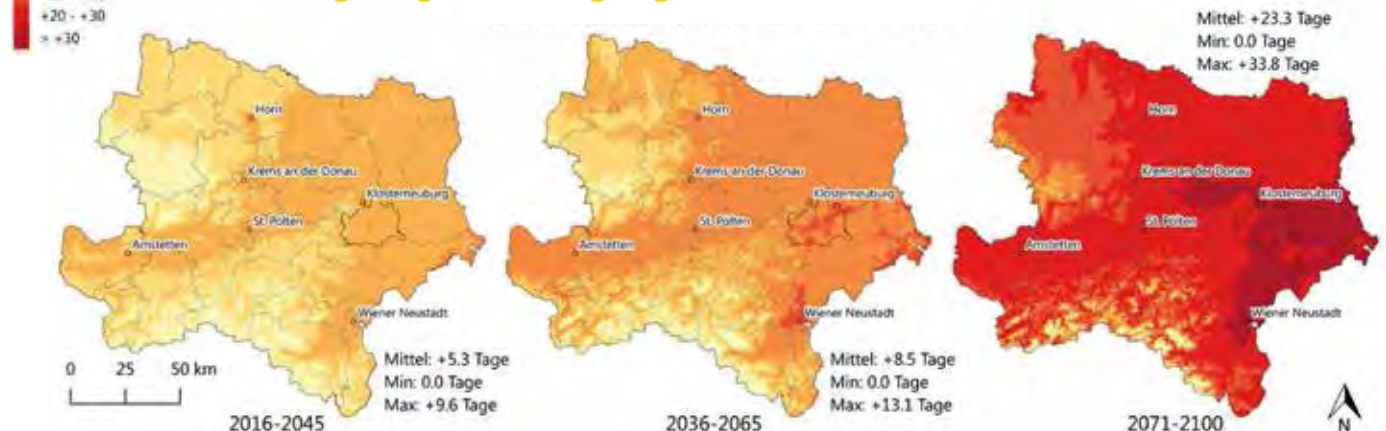 +20 - +30
> +30
Mittel: +23.3 Tage
Min: 0.0 Tage
Max: +33.8 Tage
Horn
Krems an der Donau
Klosterneuburg
St. Pölten
Amstetten
Wiener Neustadt
Horn
Krems an der Donau
Klosterneuburg
St. Pölten
Amstetten
Wiener Neustadt
Horn
Krems an der Donau
Klosterneuburg
St. Pölten
Amstetten
Wiener Neustadt
0 25 50 km
Mittel: +5.3 Tage
Min: 0.0 Tage
Max: +9.6 Tage
2016-2045
Mittel: +8.5 Tage
Min: 0.0 Tage
Max: +13.1 Tage
2036-2065
2071-2100
N